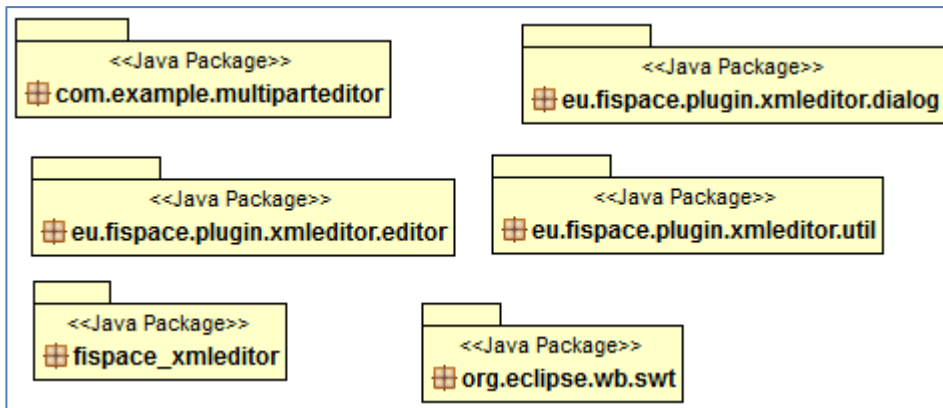 <<Java Package>>
com.example.multiparteditor
<<Java Package>>
eu.fispace.plugin.xmleditor.dialog
<<Java Package>>
eu.fispace.plugin.xmleditor.editor
<<Java Package>>
eu.fispace.plugin.xmleditor.util
<<Java Package>>
fispace_xmleditor
<<Java Package>>
org.eclipse.wb.swt